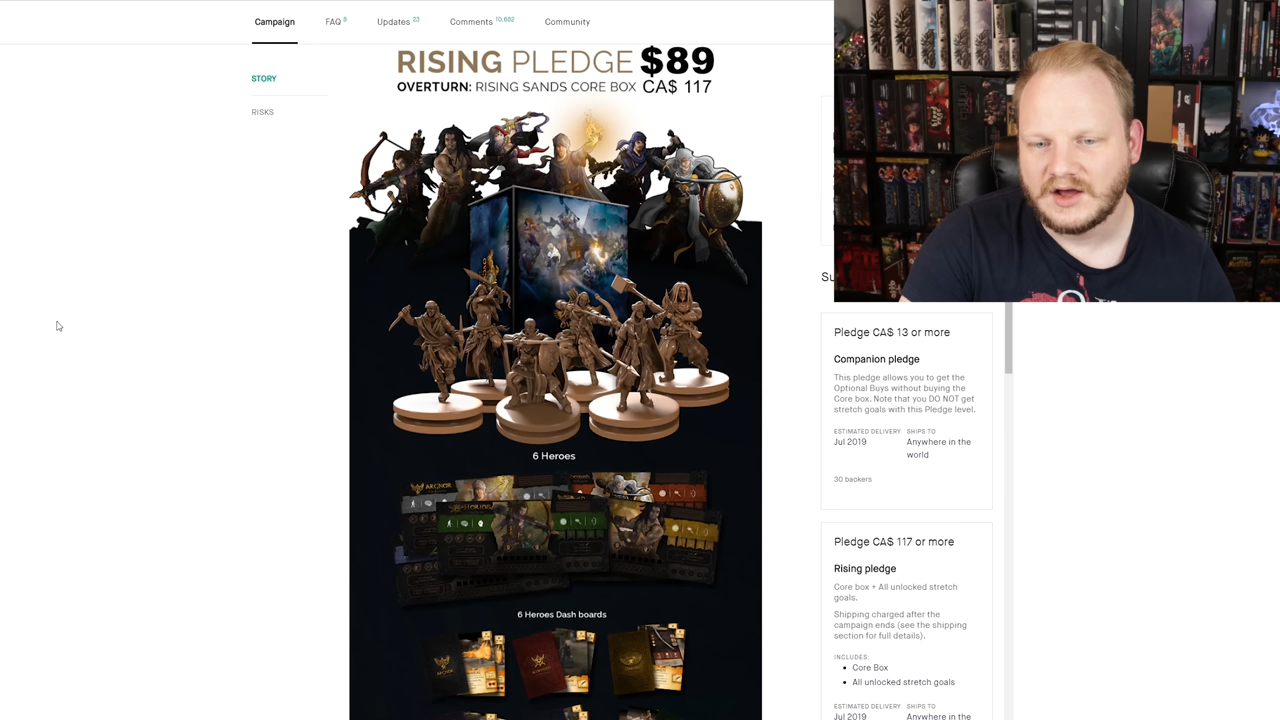 Campaign
FAQ 8
Updates 23
Comments 10,662
Community
STORY
RISKS
RISING PLEDGE $89
OVERTURN: RISING SANDS CORE BOX CA$ 117
6 Heroes
6 Heroes Dash boards
Su
Pledge CA$ 13 or more
Companion pledge
This pledge allows you to get the
Optional Buys without buying the
Core box. Note that you DO NOT get
stretch goals with this Pledge level.
ESTIMATED DELIVERY SHIPS TO
Jul 2019 Anywhere in the
world
30 backers
Pledge CA$ 117 or more
Rising pledge
Core box + All unlocked stretch
goals.
Shipping charged after the
campaign ends (see the shipping
section for full details).
INCLUDES:
• Core Box
• All unlocked stretch goals
ESTIMATED DELIVERY SHIPS TO
Jul 2019 Anywhere in the